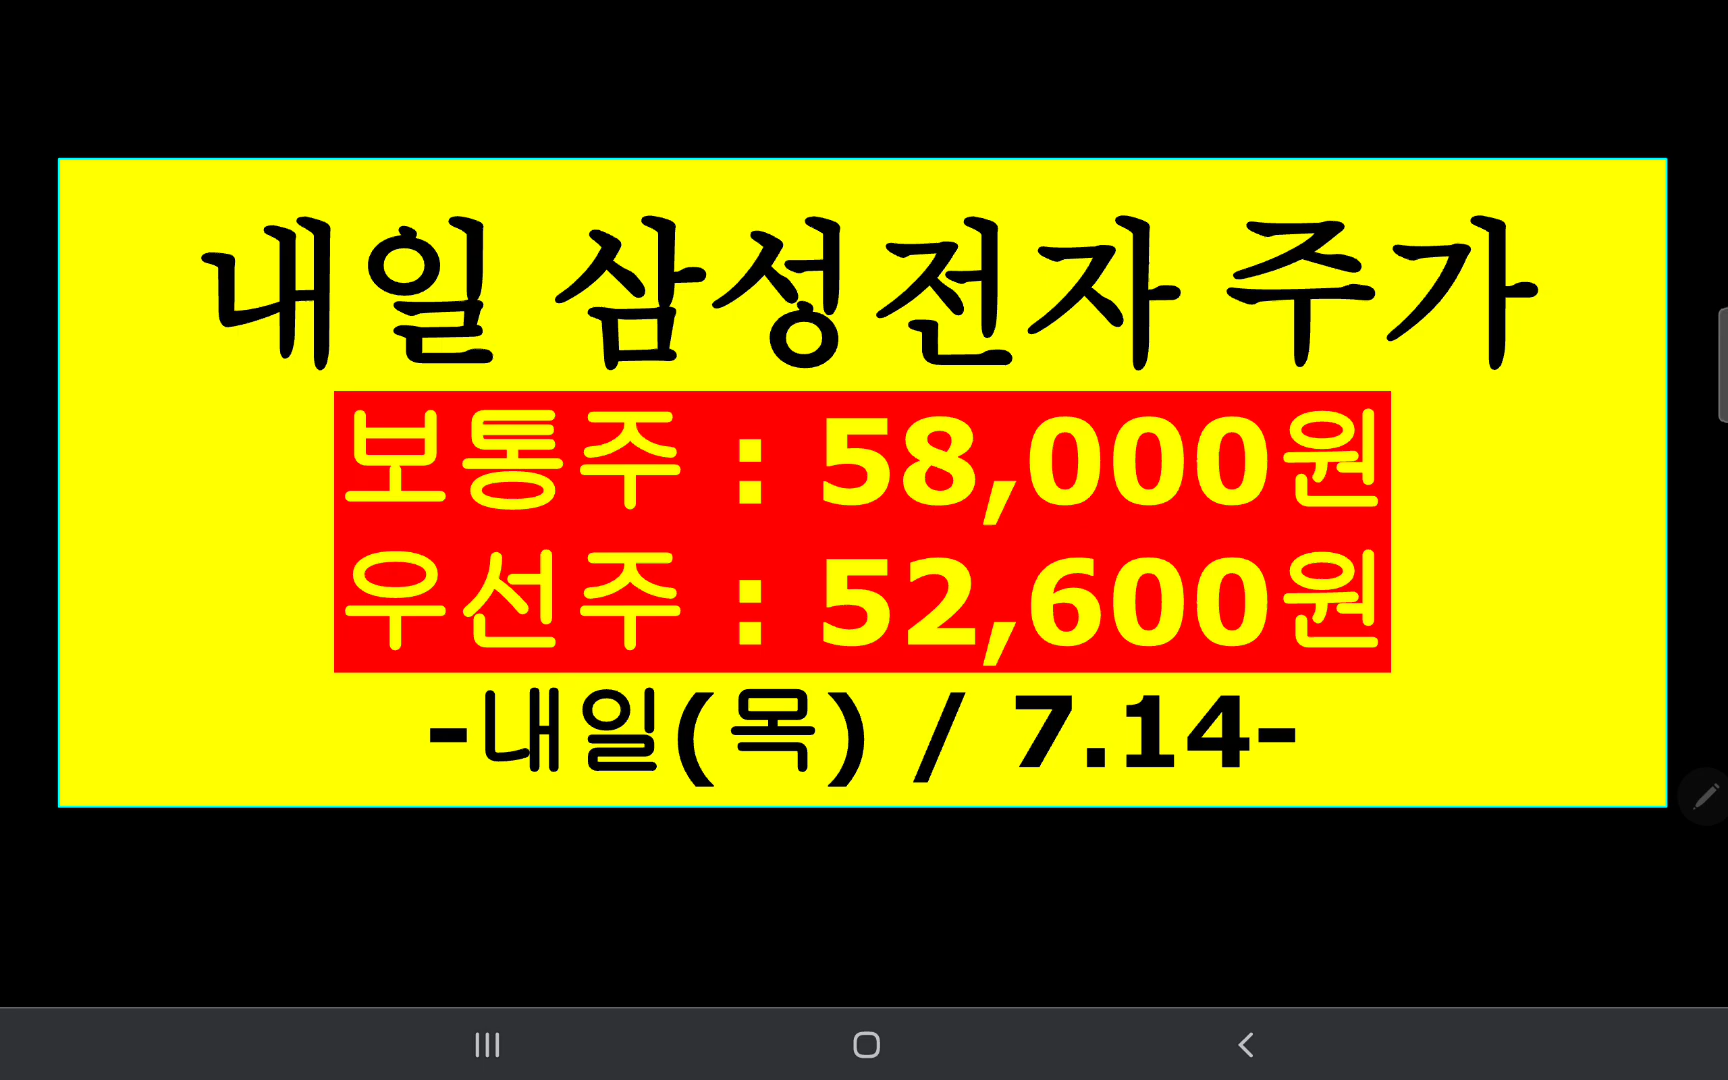 내일 삼성전자 주가
보통주 : 58,000원
우선주 : 52,600원
-내일(목) / 7.14-